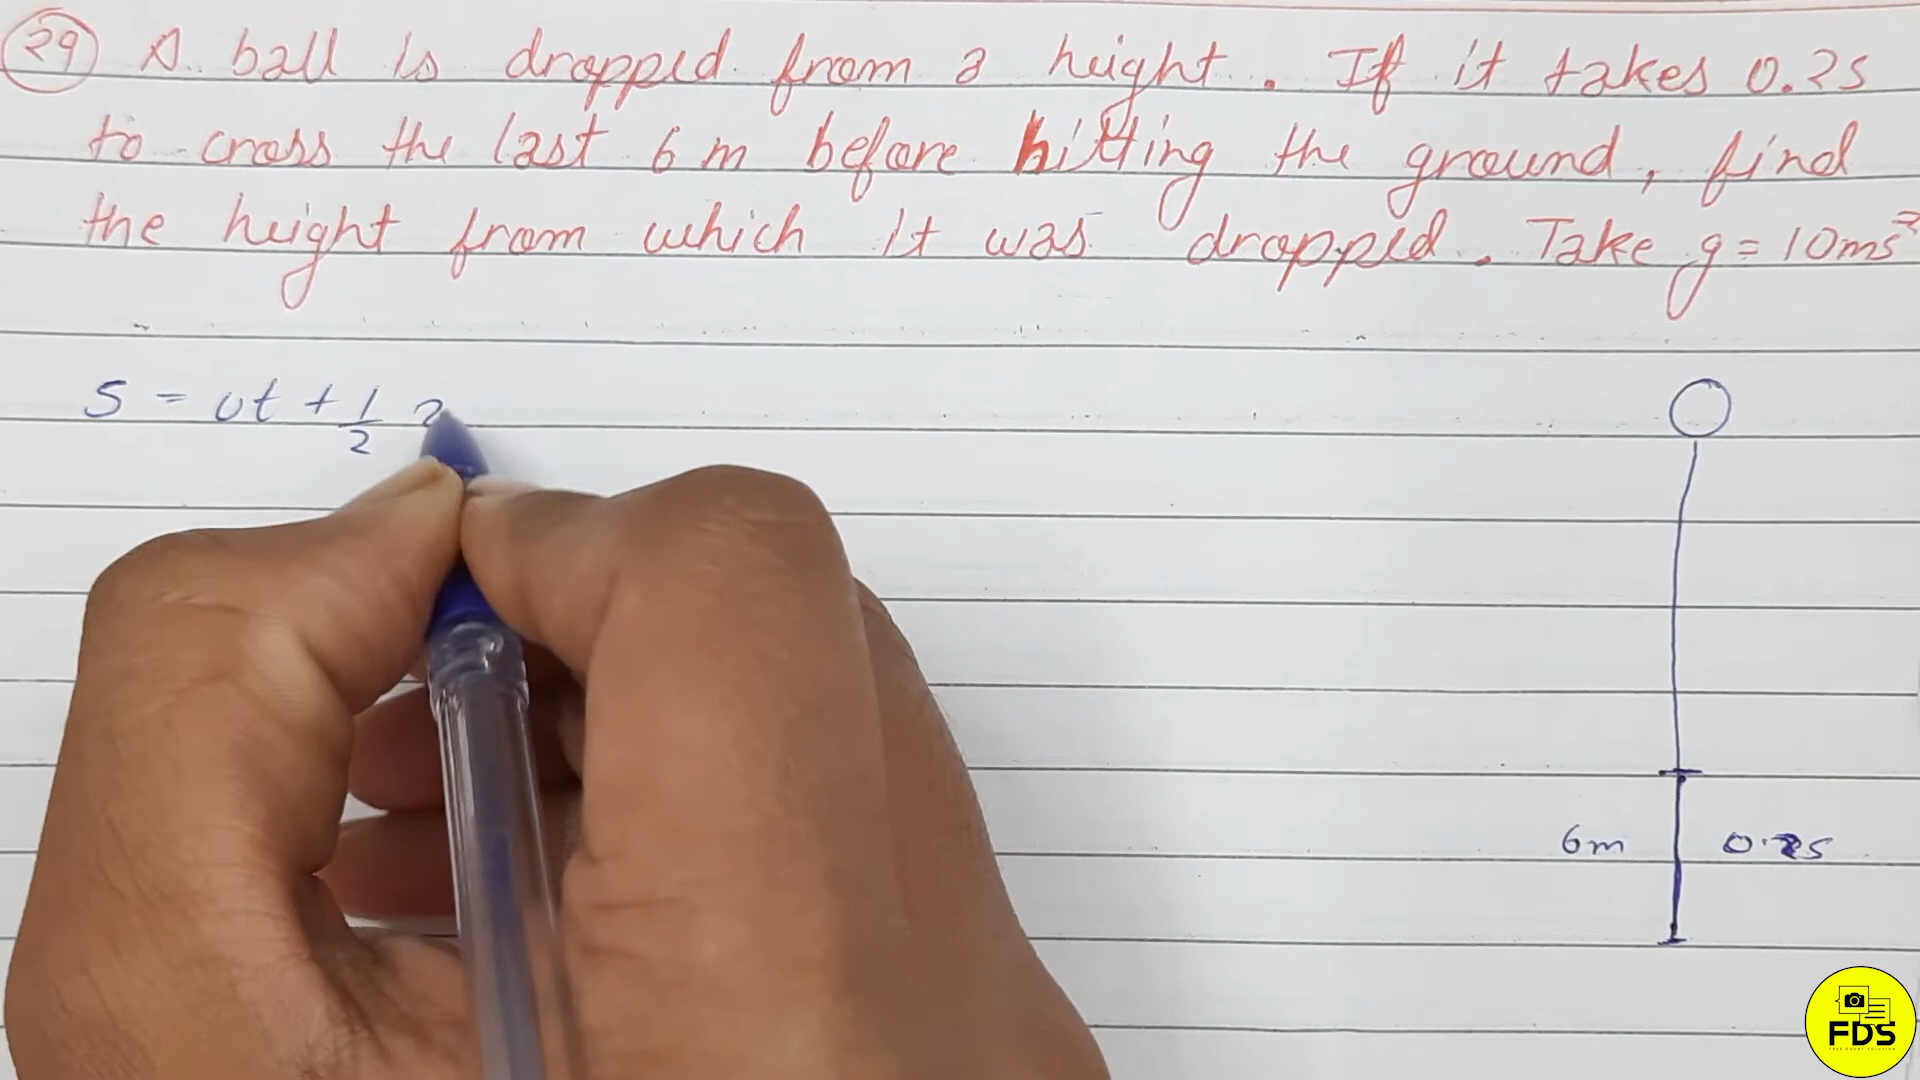 29 A ball is dropped from a height. If it takes 0.2s
to cross the last 6m before hitting the ground, find
the height from which it was dropped. Take g = 10ms⁻²
S = ut + 1/2 a
6m 0.2s
FDS